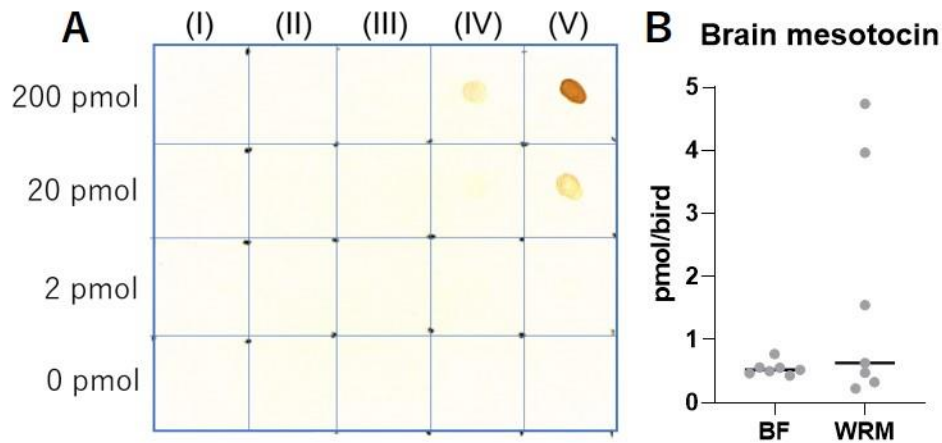 A (I) (II) (III) (IV) (V)
200 pmol
20 pmol
2 pmol
0 pmol
B Brain mesotocin
pmol/bird
5
4
3
2
1
0
BF WRM